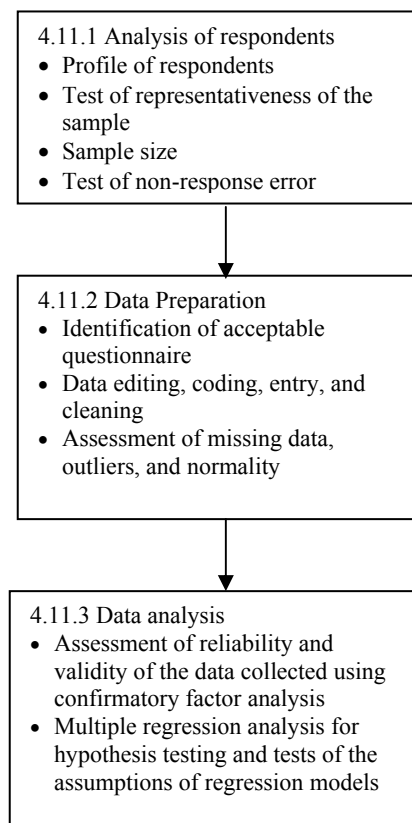 4.11.1 Analysis of respondents
• Profile of respondents
• Test of representativeness of the
sample
• Sample size
• Test of non-response error
4.11.2 Data Preparation
• Identification of acceptable
questionnaire
• Data editing, coding, entry, and
cleaning
• Assessment of missing data,
outliers, and normality
4.11.3 Data analysis
• Assessment of reliability and
validity of the data collected using
confirmatory factor analysis
• Multiple regression analysis for
hypothesis testing and tests of the
assumptions of regression models